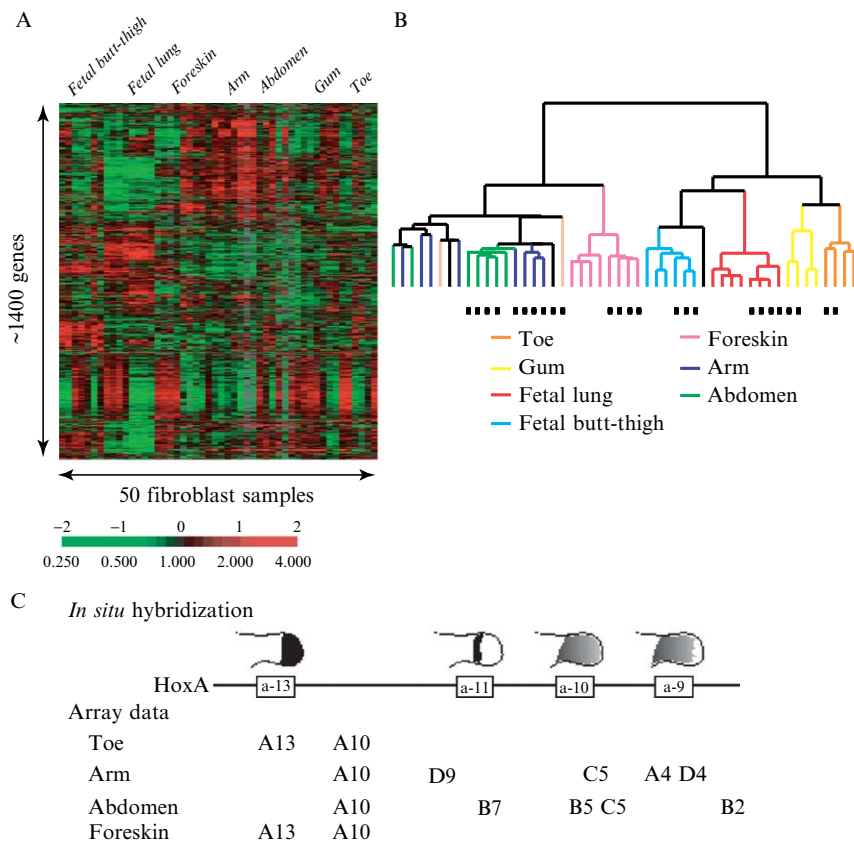 A
B
Fetal butt-thigh
Fetal lung
Foreskin
Arm
Abdomen
Gum
Toe
~1400 genes
50 fibroblast samples
−2 −1 0 1 2
0.250 0.500 1.000 2.000 4.000
Toe
Gum
Fetal lung
Fetal butt-thigh
Foreskin
Arm
Abdomen
C
In situ hybridization
HoxA a-13 a-11 a-10 a-9
Array data
Toe A13 A10
Arm A10 D9 C5 A4 D4
Abdomen A10 B7 B5 C5 B2
Foreskin A13 A10